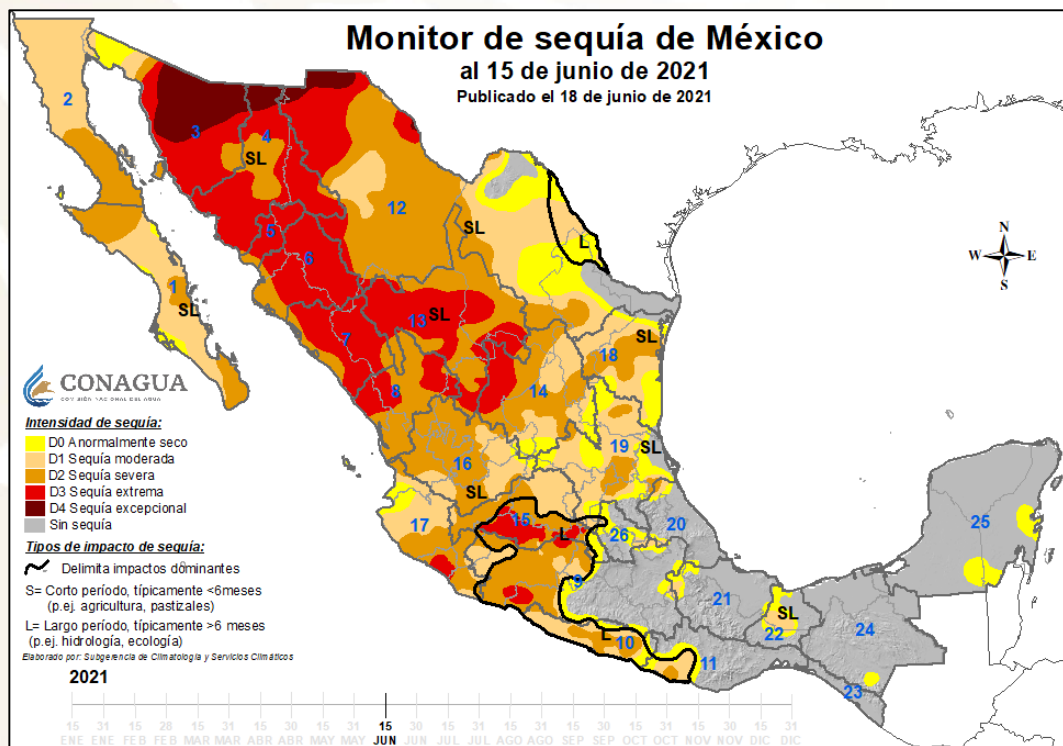 Monitor de sequía de México
al 15 de junio de 2021
Publicado el 18 de junio de 2021
N
W E
S
2
3
4
SL
12
SL
L
5
6
1
SL
7
13
SL
SL
18
8
14
19
SL
16
SL
17
15
L
26
20
25
9
21
SL
22
24
L
10
11
23
CONAGUA
COMISIÓN NACIONAL DEL AGUA
Intensidad de sequía:
D0 Anormalmente seco
D1 Sequía moderada
D2 Sequía severa
D3 Sequía extrema
D4 Sequía excepcional
Sin sequía
Tipos de impacto de sequía:
Delimita impactos dominantes
S= Corto período, típicamente <6meses
(p.ej. agricultura, pastizales)
L= Largo período, típicamente >6 meses
(p.ej. hidrología, ecología)
Elaborado por: Subgerencia de Climatología y Servicios Climáticos
2021
15 31 15 28 15 31 15 30 15 31 15 30 15 31 15 31 15 30 15 31 15 30 15 31
ENE ENE FEB FEB MAR MAR ABR ABR MAY MAY JUN JUN JUL JUL AGO AGO SEP SEP OCT OCT NOV NOV DIC DIC